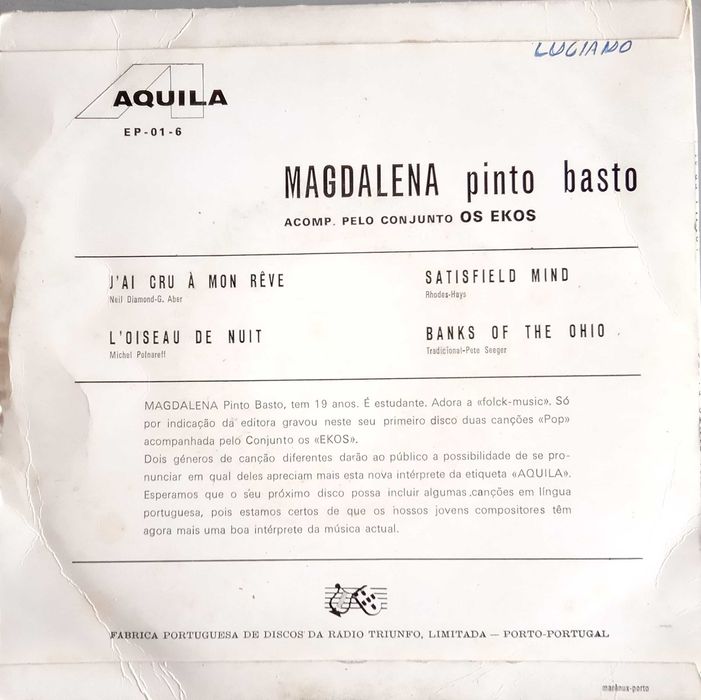 LUCIANO
AQUILA
EP-01-6
MAGDALENA pinto basto
ACOMP. PELO CONJUNTO OS EKOS
J'AI CRU À MON RÊVE
Neil Diamond-G. Aber
SATISFIELD MIND
Rhodes-Hays
L'OISEAU DE NUIT
Michel Polnareff
BANKS OF THE OHIO
Tradicional-Pete Seeger
MAGDALENA Pinto Basto, tem 19 anos. É estudante. Adora a «folck-music». Só
por indicação da editora gravou neste seu primeiro disco duas canções «Pop»
acompanhada pelo Conjunto os «EKOS».
Dois géneros de canção diferentes darão ao público a possibilidade de se pro-
nunciar em qual deles apreciam mais esta nova intérprete da etiqueta «AQUILA».
Esperamos que o seu próximo disco possa incluir algumas canções em língua
portuguesa, pois estamos certos de que os nossos jovens compositores têm
agora mais uma boa intérprete da música actual.
FÁBRICA PORTUGUESA DE DISCOS DA RÁDIO TRIUNFO, LIMITADA — PORTO-PORTUGAL